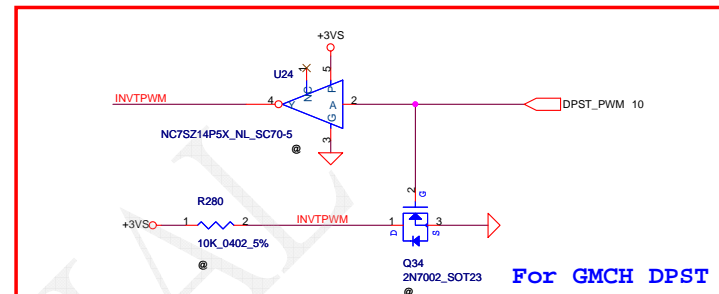 +3VS
U24
1
NC
5
P
INVTPWM
4
Y
A
2
DPST_PWM 10
G
3
NC7SZ14P5X_NL_SC70-5
@
2
G
R280
+3VS
1
2
INVTPWM
1
3
D
S
10K_0402_5%
@
Q34
2N7002_SOT23
@
For GMCH DPST